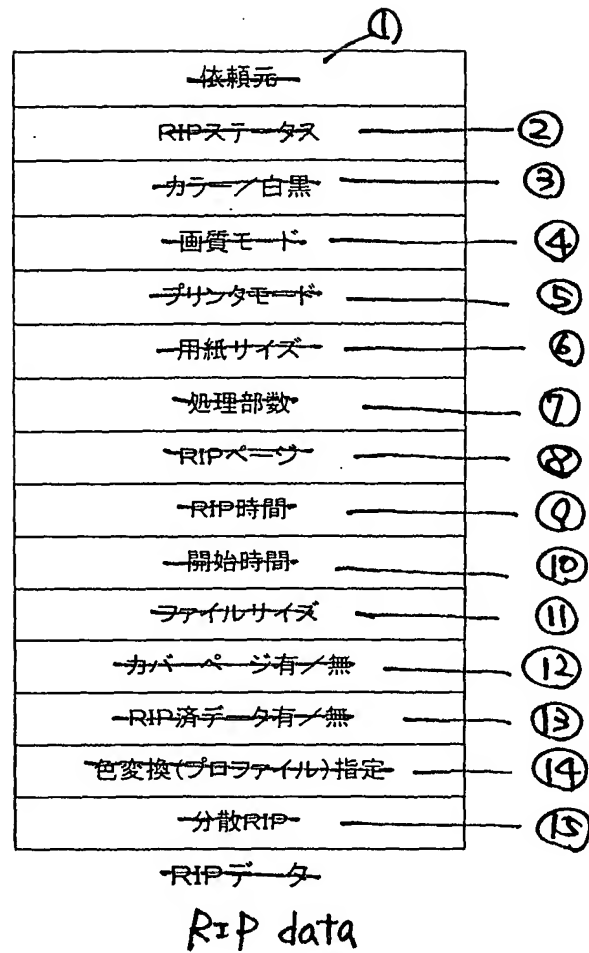 ①
依頼元
RIPステータス ②
カラー／白黒 ③
画質モード ④
プリンタモード ⑤
用紙サイズ ⑥
処理部数 ⑦
RIPページ ⑧
RIP時間 ⑨
開始時間 ⑩
ファイルサイズ ⑪
カバーページ有／無 ⑫
RIP済データ有／無 ⑬
色変換(プロファイル)指定 ⑭
分散RIP ⑮
RIPデータ
RIP data